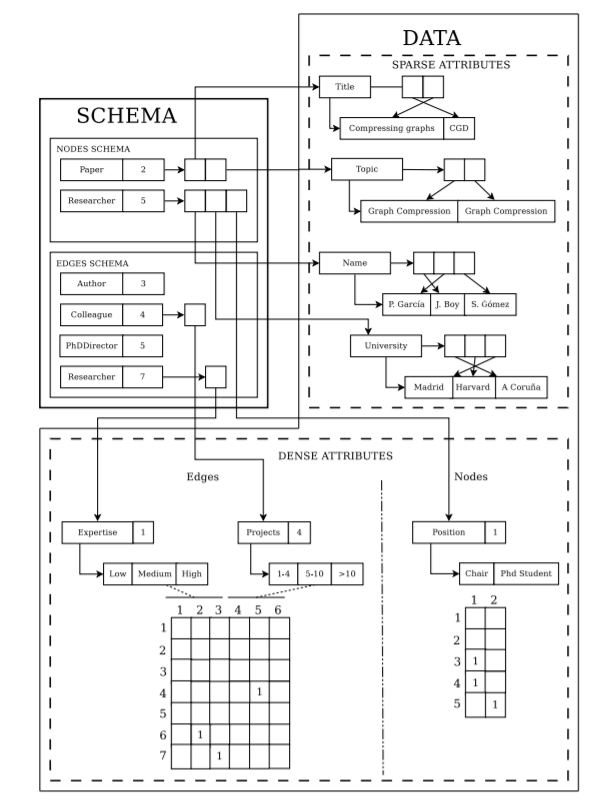 DATA
SPARSE ATTRIBUTES
Title
Compressing graphs CGD
SCHEMA
NODES SCHEMA
Paper 2
Topic
Researcher 5
Graph Compression Graph Compression
EDGES SCHEMA
Name
Author 3
P. García J. Boy S. Gómez
Colleague 4
PhDDirector 5
University
Researcher 7
Madrid Harvard A Coruña
DENSE ATTRIBUTES
Edges Nodes
Expertise 1 Projects 4 Position 1
Low Medium High 1-4 5-10 >10 Chair Phd Student
1 2 3 4 5 6
1
2
3
4 1
5
6 1
7 1
1 2
1
2
3 1
4 1
5 1